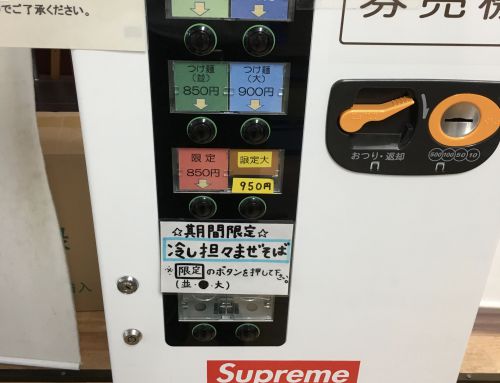 でご了承ください。
券売機
つけ麺
(並)
850円
つけ麺
(大)
900円
おつり・返却
500 100 50 10
限定
850円
限定大
950円
☆期間限定☆
冷し担々まぜそば
※限定のボタンを押して下さい。
(並・●・大)
Supreme